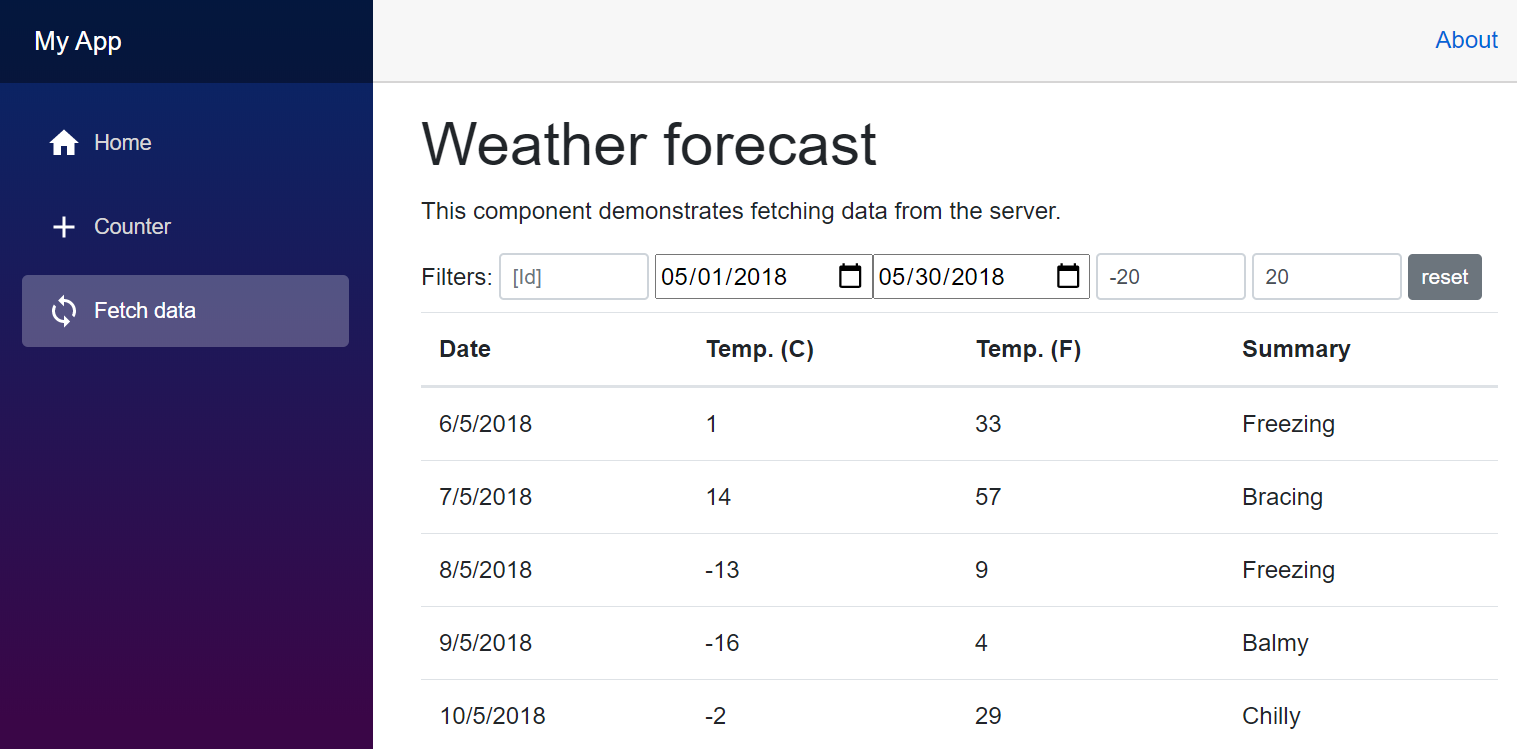 My App
About
Home
Counter
Fetch data
Weather forecast
This component demonstrates fetching data from the server.
Filters: [Id] 05/01/2018 05/30/2018 -20 20 reset
Date Temp. (C) Temp. (F) Summary
6/5/2018 1 33 Freezing
7/5/2018 14 57 Bracing
8/5/2018 -13 9 Freezing
9/5/2018 -16 4 Balmy
10/5/2018 -2 29 Chilly